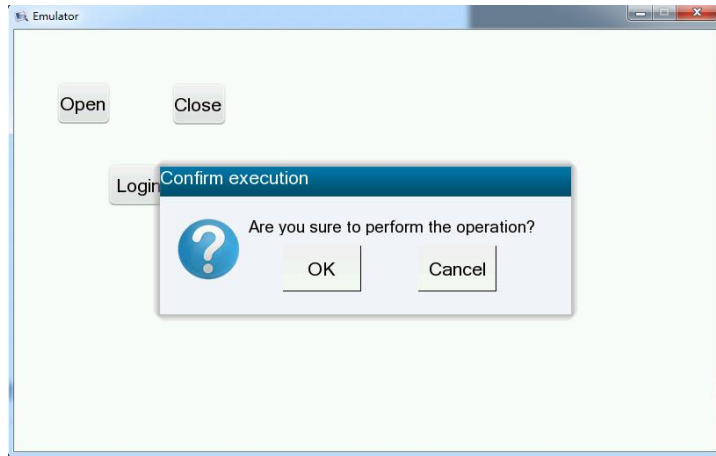 Emulator
Open
Close
Login
Confirm execution
Are you sure to perform the operation?
OK
Cancel